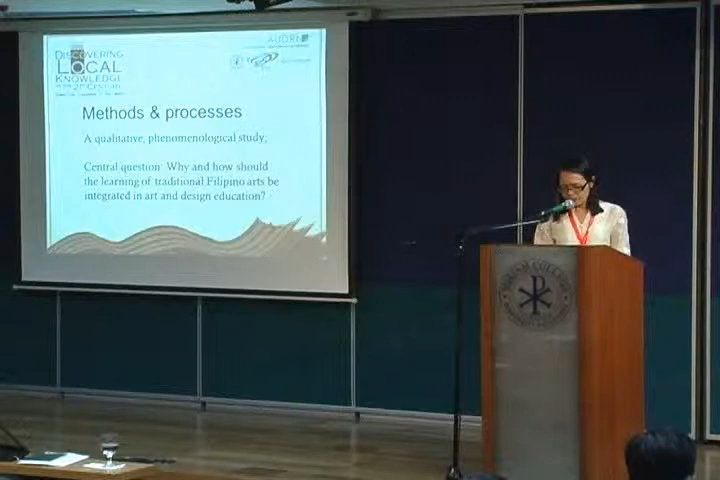 DISCOVERING
LOCAL
KNOWLEDGE
AUDRN
Methods & processes
A qualitative, phenomenological study;
Central question: Why and how should
the learning of traditional Filipino arts be
integrated in art and design education?